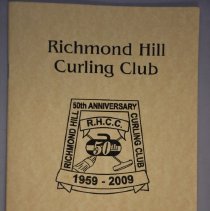 Richmond Hill
Curling Club
50th ANNIVERSARY
R.H.C.C.
RICHMOND HILL
50th
CURLING CLUB
1959 - 2009